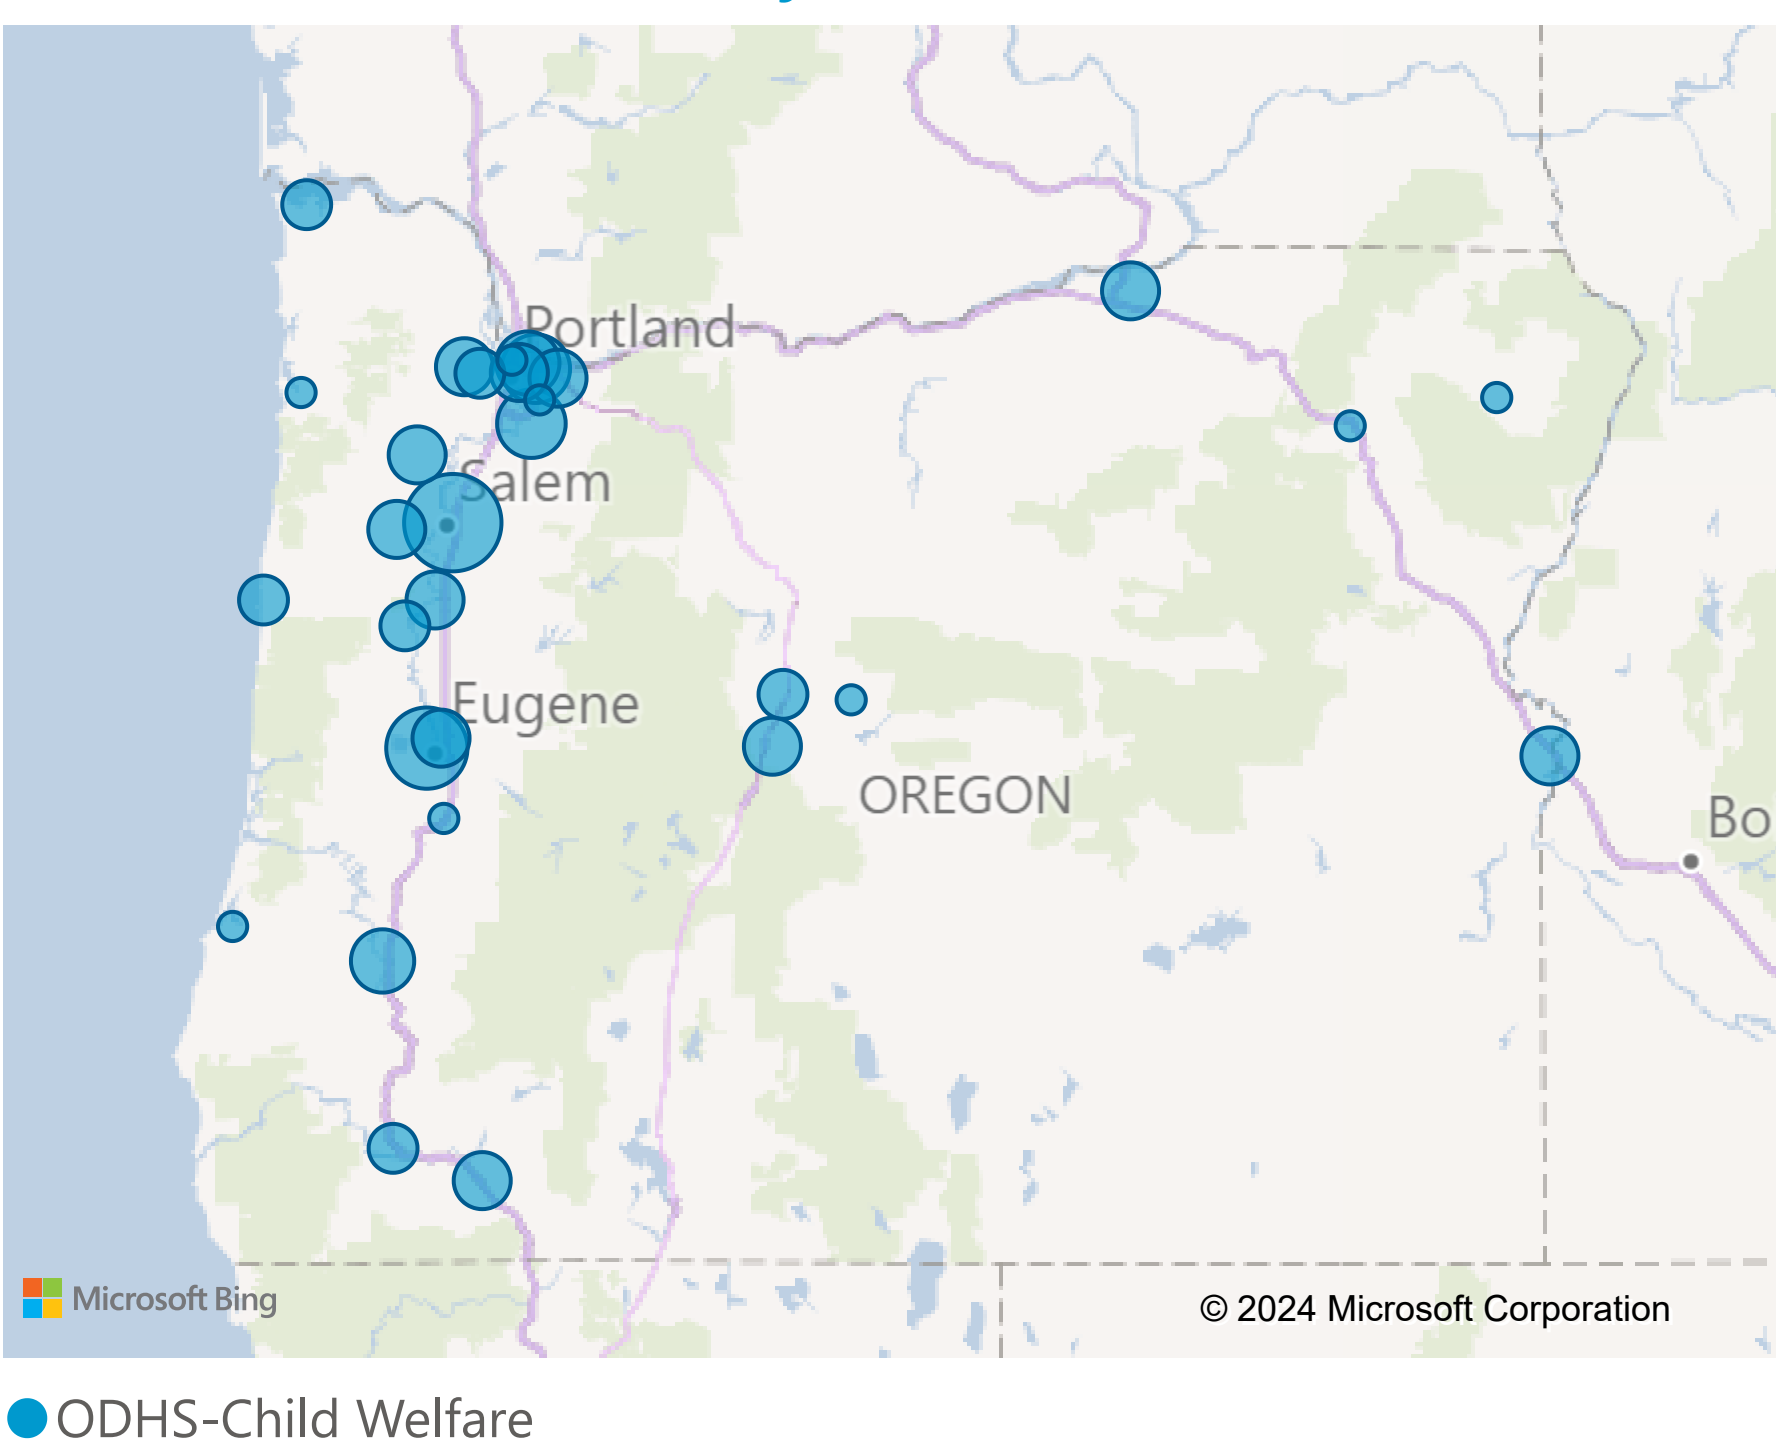 Portland
Salem
Eugene
OREGON
Bo
Microsoft Bing
© 2024 Microsoft Corporation
ODHS-Child Welfare